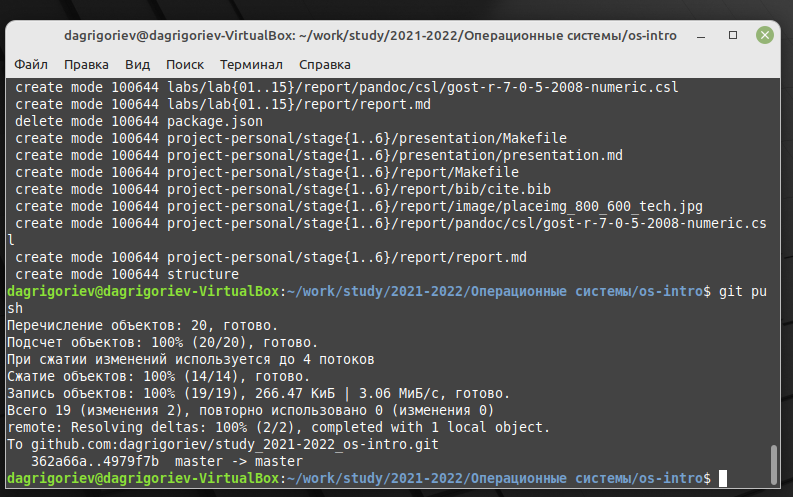 dagrigoriev@dagrigoriev-VirtualBox: ~/work/study/2021-2022/Операционные системы/os-intro
Файл Правка Вид Поиск Терминал Справка
create mode 100644 labs/lab{01..15}/report/pandoc/csl/gost-r-7-0-5-2008-numeric.csl
create mode 100644 labs/lab{01..15}/report/report.md
delete mode 100644 package.json
create mode 100644 project-personal/stage{1..6}/presentation/Makefile
create mode 100644 project-personal/stage{1..6}/presentation/presentation.md
create mode 100644 project-personal/stage{1..6}/report/Makefile
create mode 100644 project-personal/stage{1..6}/report/bib/cite.bib
create mode 100644 project-personal/stage{1..6}/report/image/placeimg_800_600_tech.jpg
create mode 100644 project-personal/stage{1..6}/report/pandoc/csl/gost-r-7-0-5-2008-numeric.cs
l
create mode 100644 project-personal/stage{1..6}/report/report.md
create mode 100644 structure
dagrigoriev@dagrigoriev-VirtualBox:~/work/study/2021-2022/Операционные системы/os-intro$ git pu
sh
Перечисление объектов: 20, готово.
Подсчет объектов: 100% (20/20), готово.
При сжатии изменений используется до 4 потоков
Сжатие объектов: 100% (14/14), готово.
Запись объектов: 100% (19/19), 266.47 КиБ | 3.06 МиБ/с, готово.
Всего 19 (изменения 2), повторно использовано 0 (изменения 0)
remote: Resolving deltas: 100% (2/2), completed with 1 local object.
To github.com:dagrigoriev/study_2021-2022_os-intro.git
362a66a..4979f7b master -> master
dagrigoriev@dagrigoriev-VirtualBox:~/work/study/2021-2022/Операционные системы/os-intro$